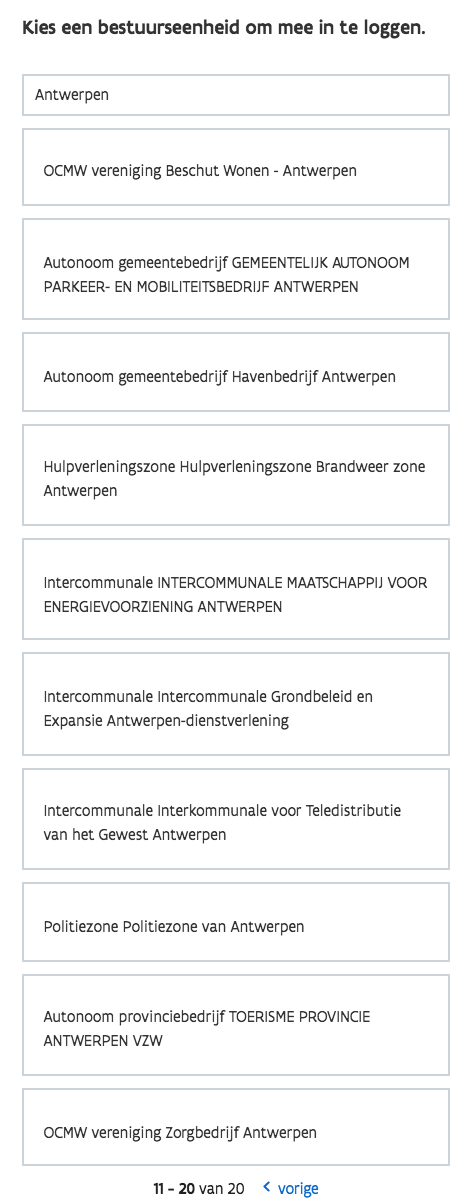 Kies een bestuurseenheid om mee in te loggen.
Antwerpen
OCMW vereniging Beschut Wonen - Antwerpen
Autonoom gemeentebedrijf GEMEENTELIJK AUTONOOM
PARKEER- EN MOBILITEITSBEDRIJF ANTWERPEN
Autonoom gemeentebedrijf Havenbedrijf Antwerpen
Hulpverleningszone Hulpverleningszone Brandweer zone
Antwerpen
Intercommunale INTERCOMMUNALE MAATSCHAPPIJ VOOR
ENERGIEVOORZIENING ANTWERPEN
Intercommunale Intercommunale Grondbeleid en
Expansie Antwerpen-dienstverlening
Intercommunale Interkommunale voor Teledistributie
van het Gewest Antwerpen
Politiezone Politiezone van Antwerpen
Autonoom provinciebedrijf TOERISME PROVINCIE
ANTWERPEN VZW
OCMW vereniging Zorgbedrijf Antwerpen
11 - 20 van 20 < vorige